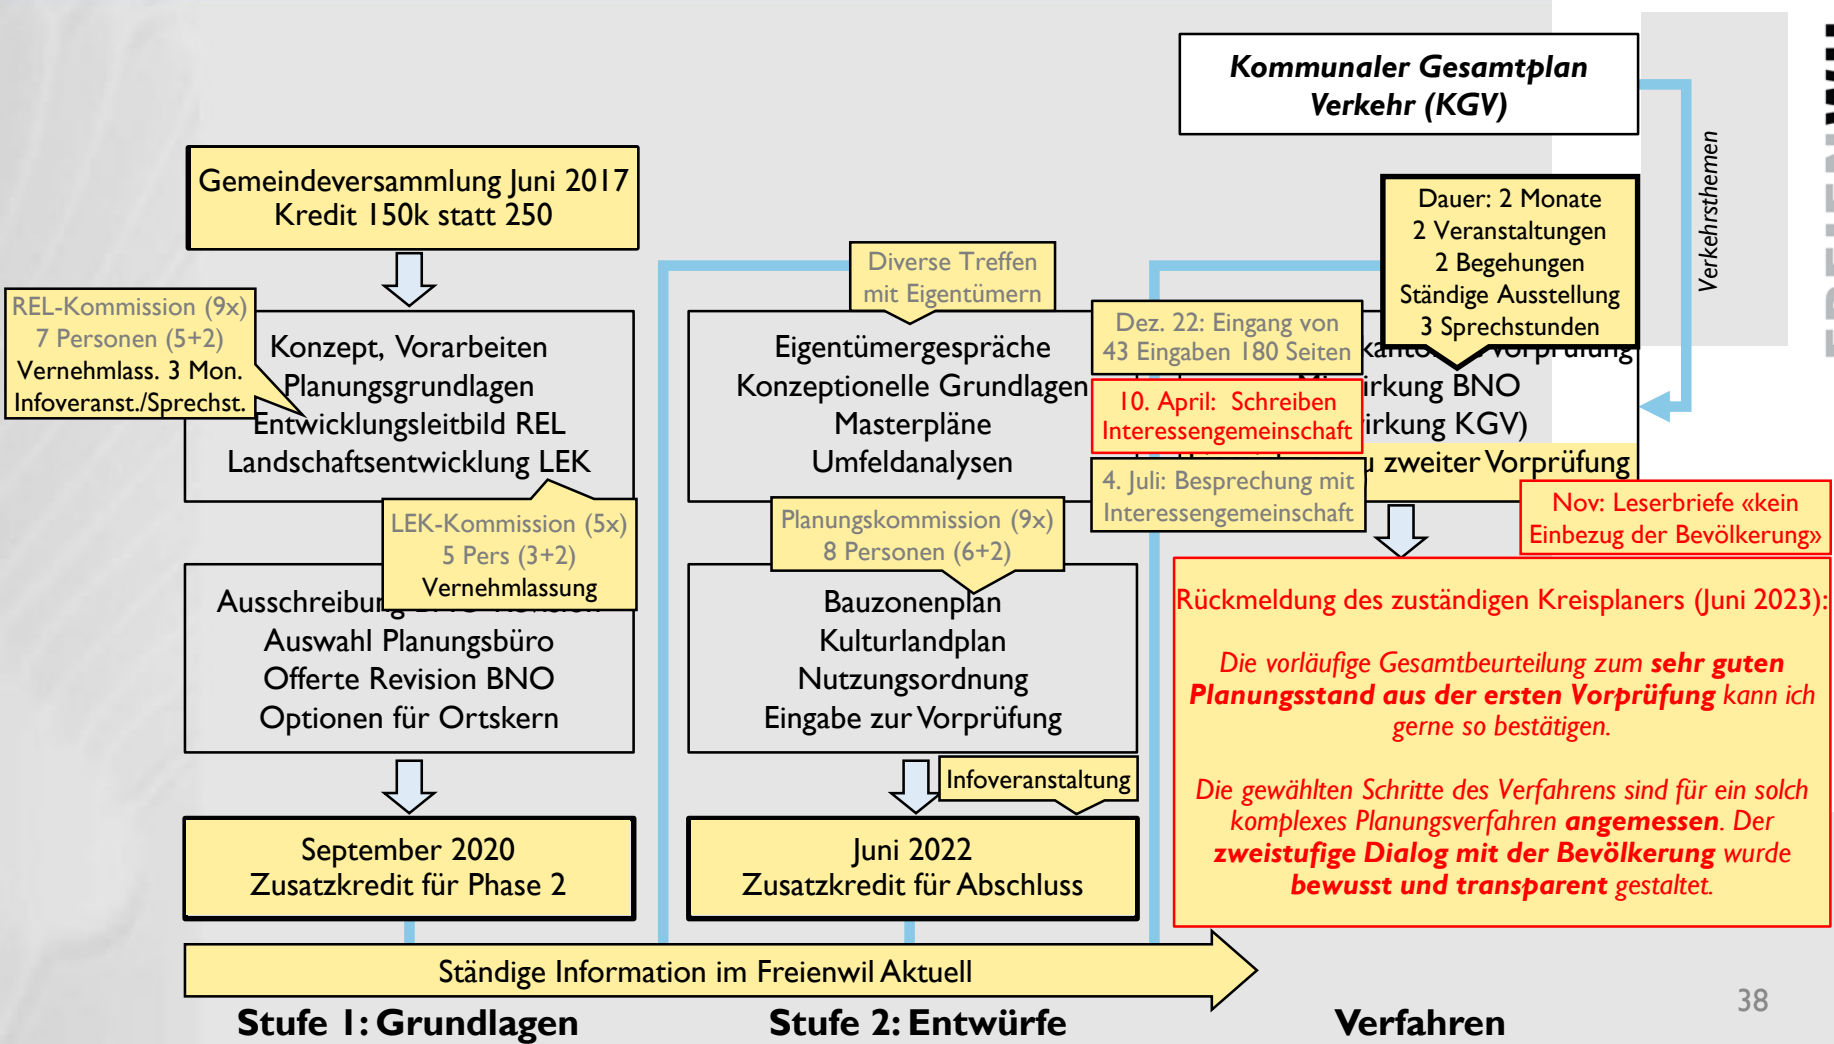 Kommunaler Gesamtplan
Verkehr (KGV)
Verkehrsthemen
Gemeindeversammlung Juni 2017
Kredit 150k statt 250
REL-Kommission (9x)
7 Personen (5+2)
Vernehmlass. 3 Mon.
Infoveranst./Sprechst.
Konzept, Vorarbeiten
Planungsgrundlagen
Entwicklungsleitbild REL
Landschaftsentwicklung LEK
LEK-Kommission (5x)
5 Pers (3+2)
Vernehmlassung
Auswahl Planungsbüro
Offerte Revision BNO
Optionen für Ortskern
September 2020
Zusatzkredit für Phase 2
Diverse Treffen
mit Eigentümern
Eigentümergespräche
Konzeptionelle Grundlagen
Masterpläne
Umfeldanalysen
Planungskommission (9x)
8 Personen (6+2)
Bauzonenplan
Kulturlandplan
Nutzungsordnung
Eingabe zur Vorprüfung
Infoveranstaltung
Juni 2022
Zusatzkredit für Abschluss
Dauer: 2 Monate
2 Veranstaltungen
2 Begehungen
Ständige Ausstellung
3 Sprechstunden
Dez. 22: Eingang von
43 Eingaben 180 Seiten
10. April: Schreiben
Interessengemeinschaft
4. Juli: Besprechung mit
Interessengemeinschaft
BNO
KGV)
zweiter Vorprüfung
Nov: Leserbriefe «kein
Einbezug der Bevölkerung»
Rückmeldung des zuständigen Kreisplaners (Juni 2023):
Die vorläufige Gesamtbeurteilung zum sehr guten
Planungsstand aus der ersten Vorprüfung kann ich
gerne so bestätigen.
Die gewählten Schritte des Verfahrens sind für ein solch
komplexes Planungsverfahren angemessen. Der
zweistufige Dialog mit der Bevölkerung wurde
bewusst und transparent gestaltet.
Ständige Information im Freienwil Aktuell
Stufe 1: Grundlagen
Stufe 2: Entwürfe
Verfahren
38